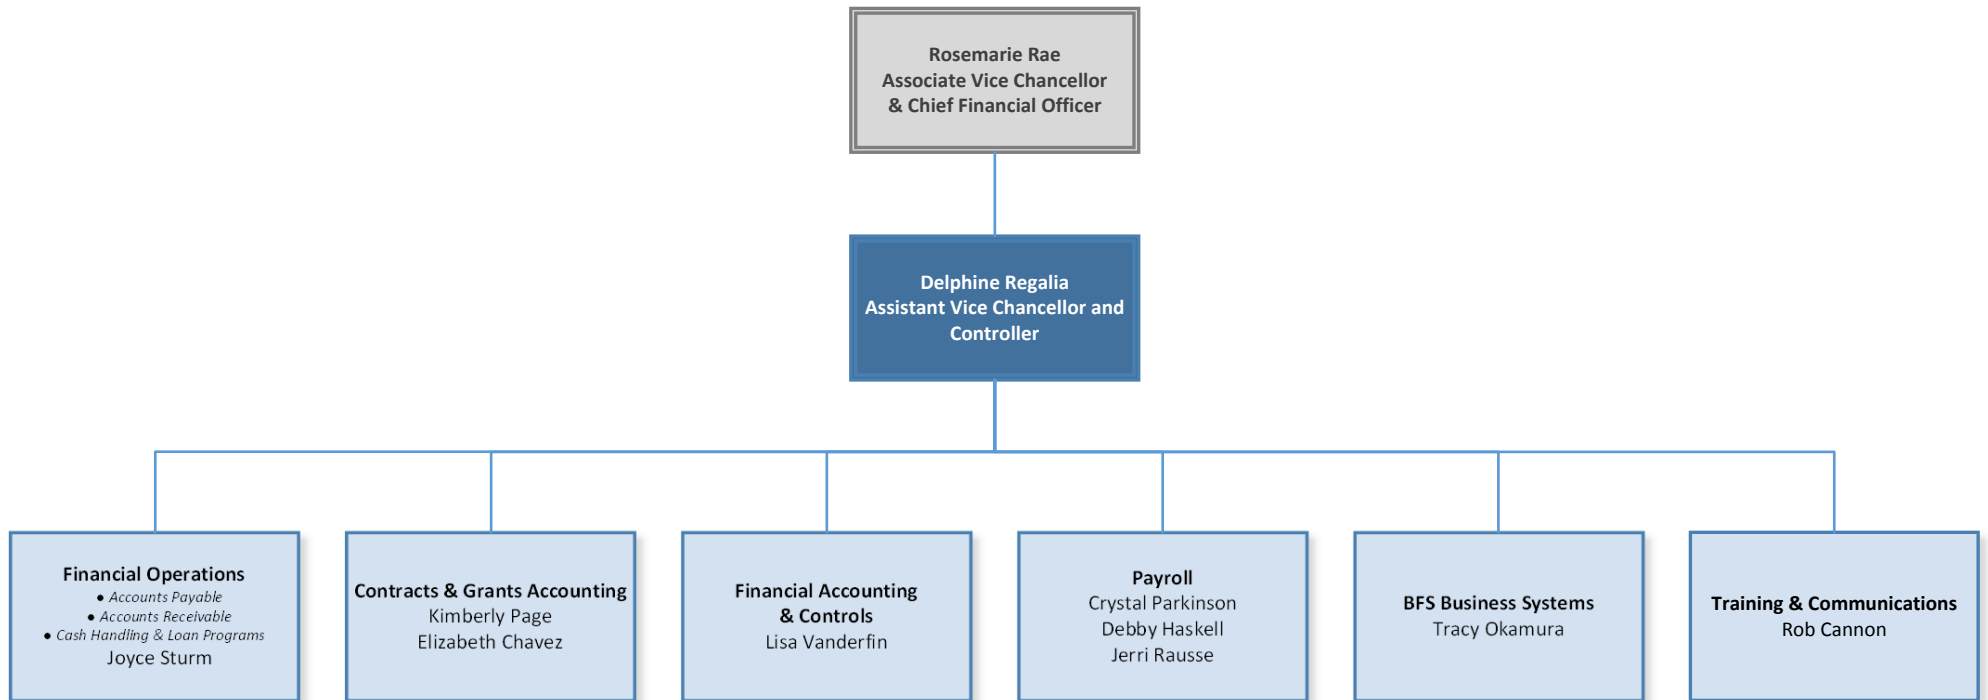 Rosemarie Rae
Associate Vice Chancellor
& Chief Financial Officer
Delphine Regalia
Assistant Vice Chancellor and
Controller
Financial Operations
● Accounts Payable
● Accounts Receivable
● Cash Handling & Loan Programs
Joyce Sturm
Contracts & Grants Accounting
Kimberly Page
Elizabeth Chavez
Financial Accounting
& Controls
Lisa Vanderfin
Payroll
Crystal Parkinson
Debby Haskell
Jerri Rausse
BFS Business Systems
Tracy Okamura
Training & Communications
Rob Cannon